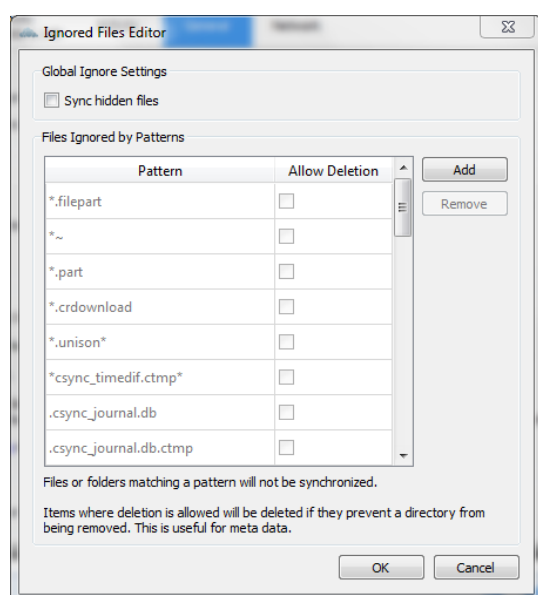 Ignored Files Editor
Global Ignore Settings
Sync hidden files
Files Ignored by Patterns
Pattern Allow Deletion Add
*.filepart Remove
*~
*.part
*.crdownload
*.unison*
*csync_timedif.ctmp*
.csync_journal.db
.csync_journal.db.ctmp
Files or folders matching a pattern will not be synchronized.
Items where deletion is allowed will be deleted if they prevent a directory from
being removed. This is useful for meta data.
OK Cancel